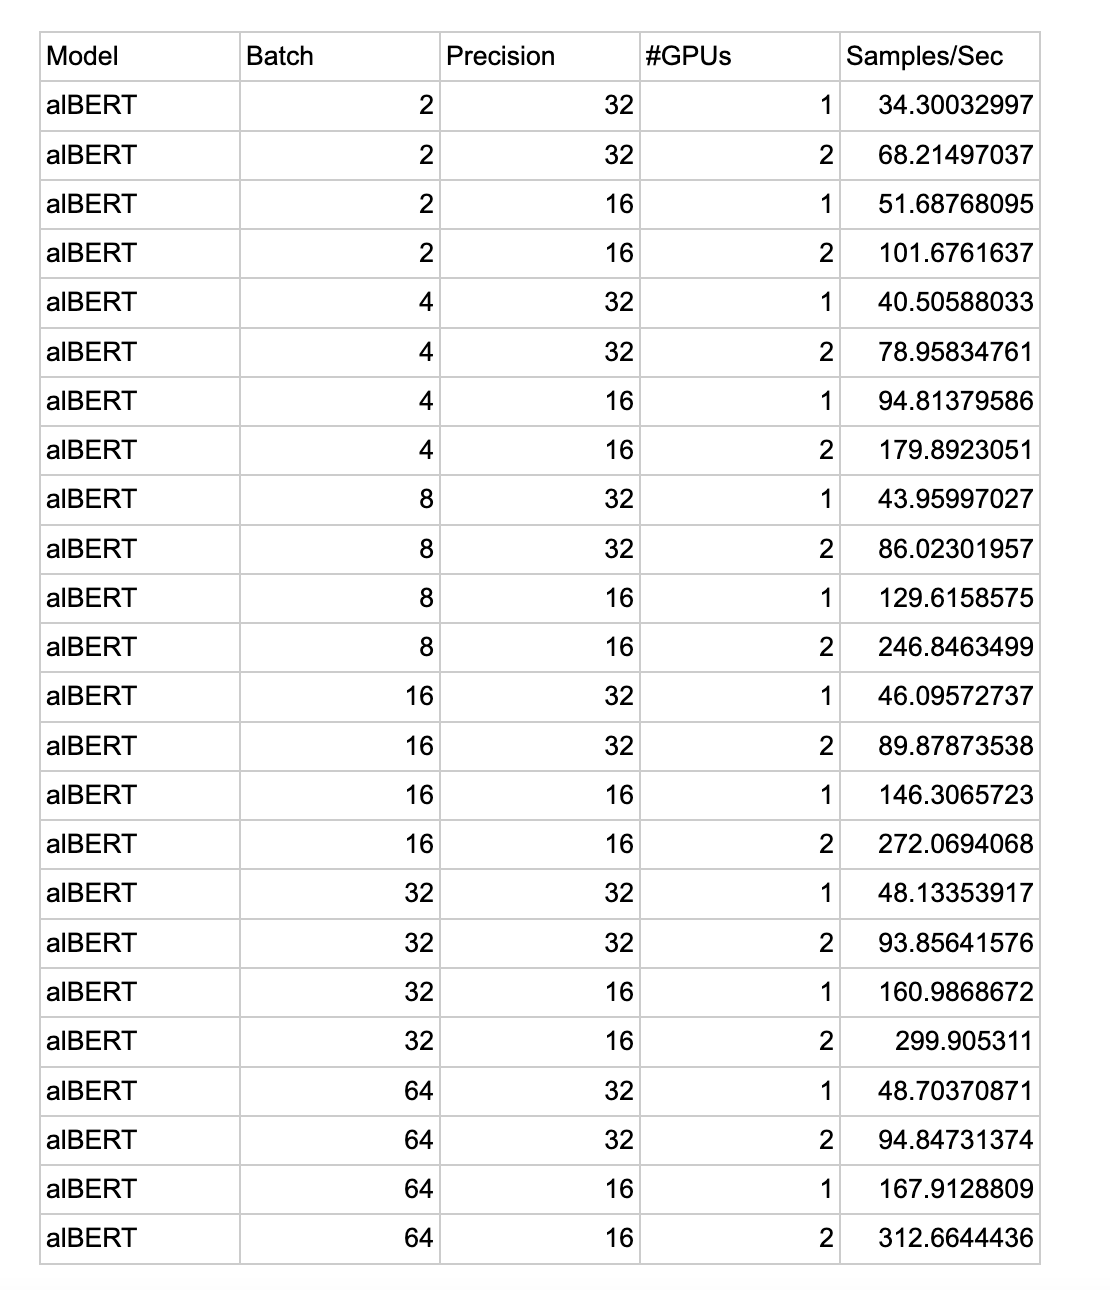 Model Batch Precision #GPUs Samples/Sec
alBERT 2 32 1 34.30032997
alBERT 2 32 2 68.21497037
alBERT 2 16 1 51.68768095
alBERT 2 16 2 101.6761637
alBERT 4 32 1 40.50588033
alBERT 4 32 2 78.95834761
alBERT 4 16 1 94.81379586
alBERT 4 16 2 179.8923051
alBERT 8 32 1 43.95997027
alBERT 8 32 2 86.02301957
alBERT 8 16 1 129.6158575
alBERT 8 16 2 246.8463499
alBERT 16 32 1 46.09572737
alBERT 16 32 2 89.87873538
alBERT 16 16 1 146.3065723
alBERT 16 16 2 272.0694068
alBERT 32 32 1 48.13353917
alBERT 32 32 2 93.85641576
alBERT 32 16 1 160.9868672
alBERT 32 16 2 299.905311
alBERT 64 32 1 48.70370871
alBERT 64 32 2 94.84731374
alBERT 64 16 1 167.9128809
alBERT 64 16 2 312.6644436